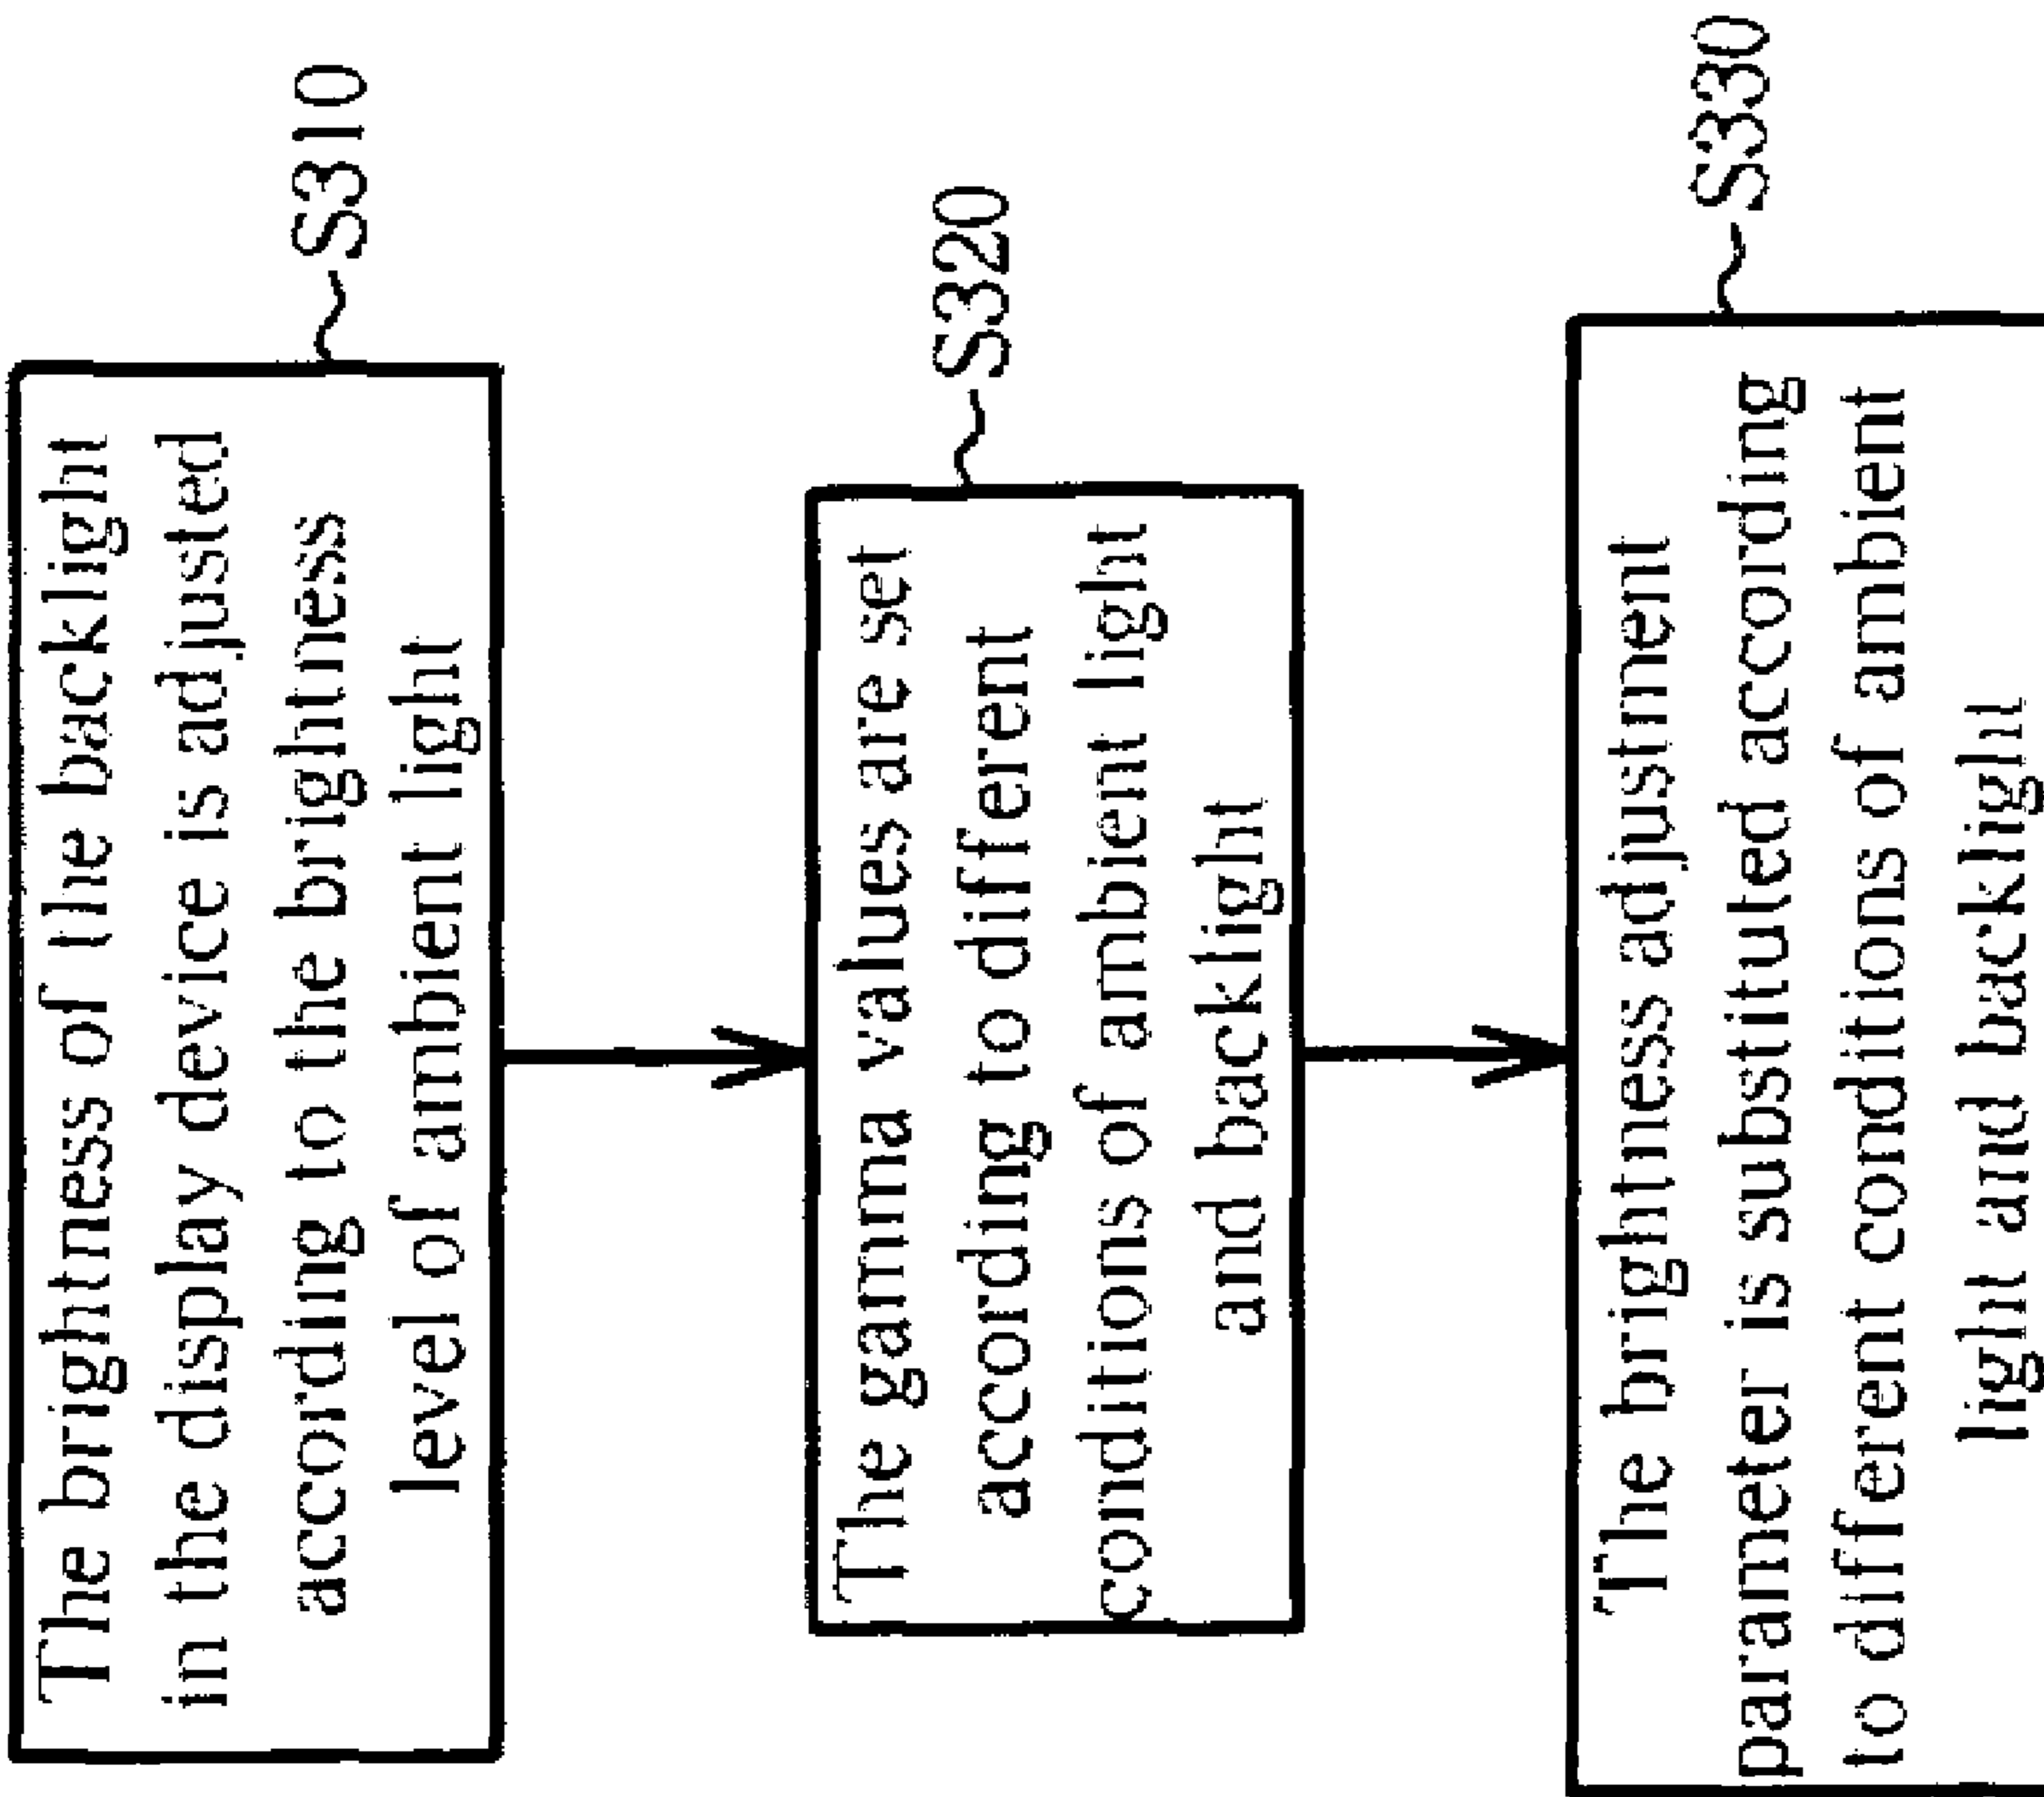 The brightness of the backlight
in the display device is adjusted
according to the brightness
level of ambient light
S310
The gamma values are set
according to different
conditions of ambient light
and backlight
S320
The brightness adjustment
parameter is substituted according
to different conditions of ambient
light and backlight
S330